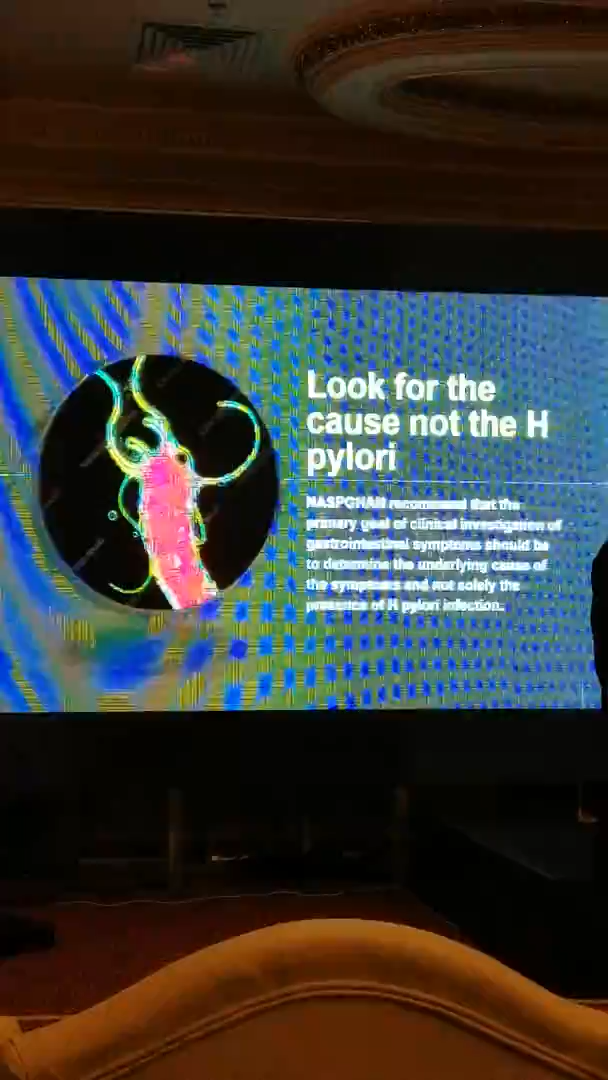 Look for the
cause not the H
pylori
NASPGHAN recommend that the
primary goal of clinical investigation of
gastrointestinal symptoms should be
to determine the underlying cause of
the symptoms and not solely the
presence of H pylori infection.